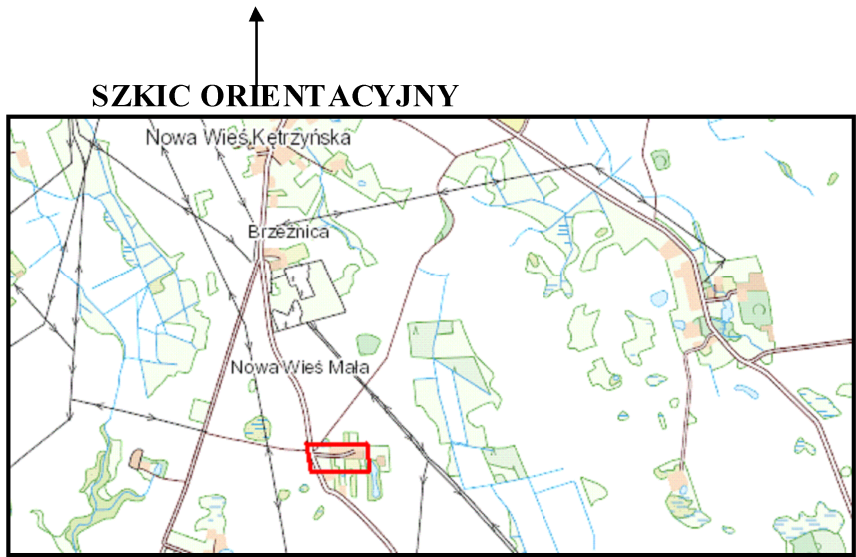 SZKIC ORIENTACYJNY
Nowa Wieś Kętrzyńska
Brzeźnica
Nowa Wieś Mała